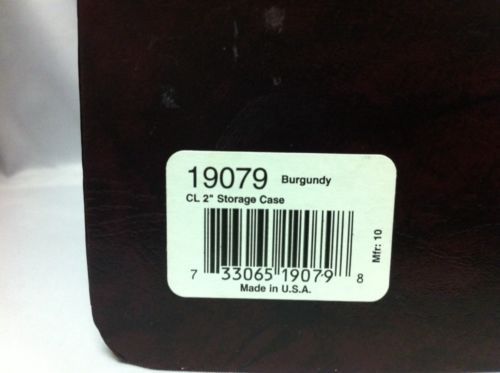 19079 Burgundy
CL 2" Storage Case
7 33065 19079 8
Made in U.S.A.
Mfr: 10